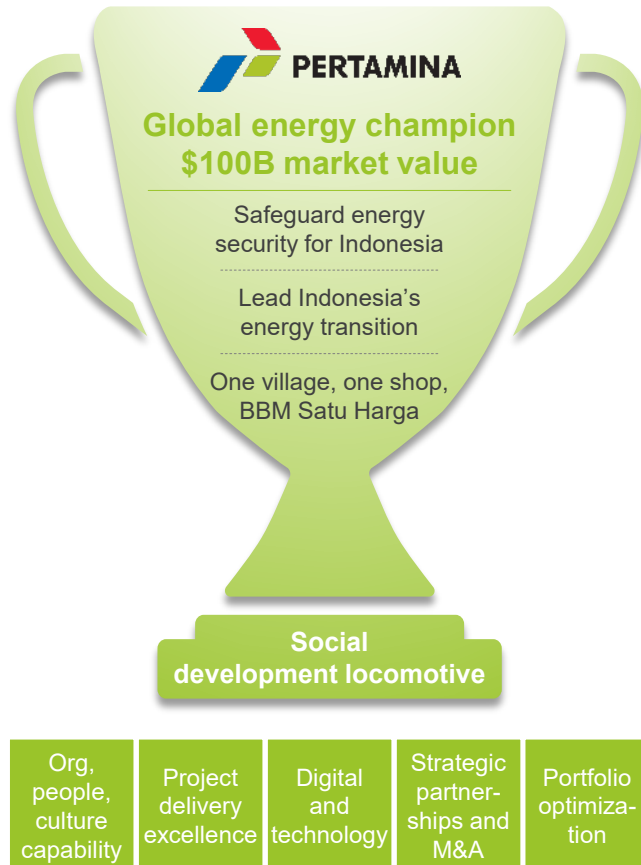 PERTAMINA
Global energy champion
$100B market value
Safeguard energy
security for Indonesia
Lead Indonesia’s
energy transition
One village, one shop,
BBM Satu Harga
Social
development locomotive
Org,
people,
culture
capability
Project
delivery
excellence
Digital
and
technology
Strategic
partner-
ships and
M&A
Portfolio
optimiza-
tion